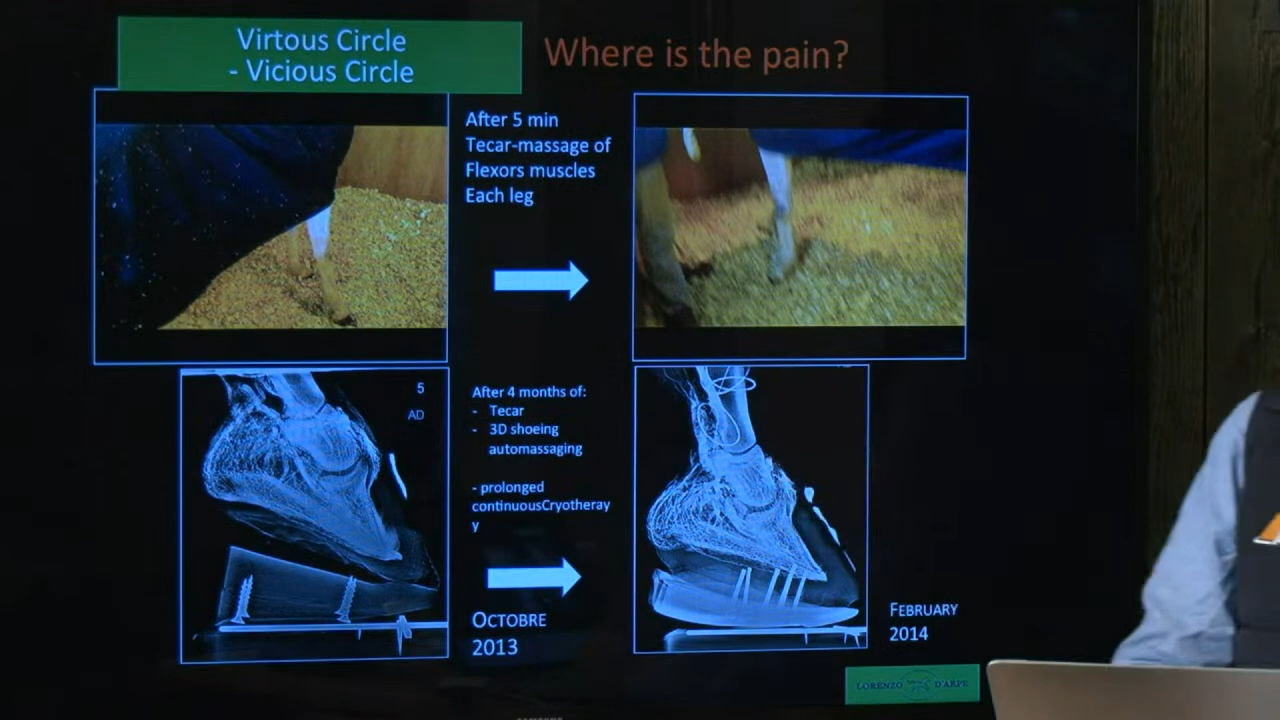 Virtous Circle
- Vicious Circle
Where is the pain?
After 5 min
Tecar-massage of
Flexors muscles
Each leg
5
AD
After 4 months of:
- Tecar
- 3D shoeing
automassaging
- prolonged
continuousCryotheray
y
OCTOBRE
2013
FEBRUARY
2014
LORENZO D'ARPE